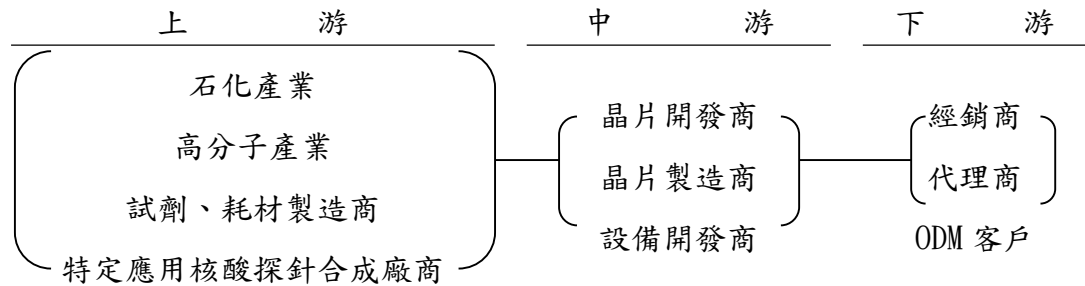 上游
中游
下游
石化產業
高分子產業
試劑、耗材製造商
特定應用核酸探針合成廠商
晶片開發商
晶片製造商
設備開發商
經銷商
代理商
ODM 客戶